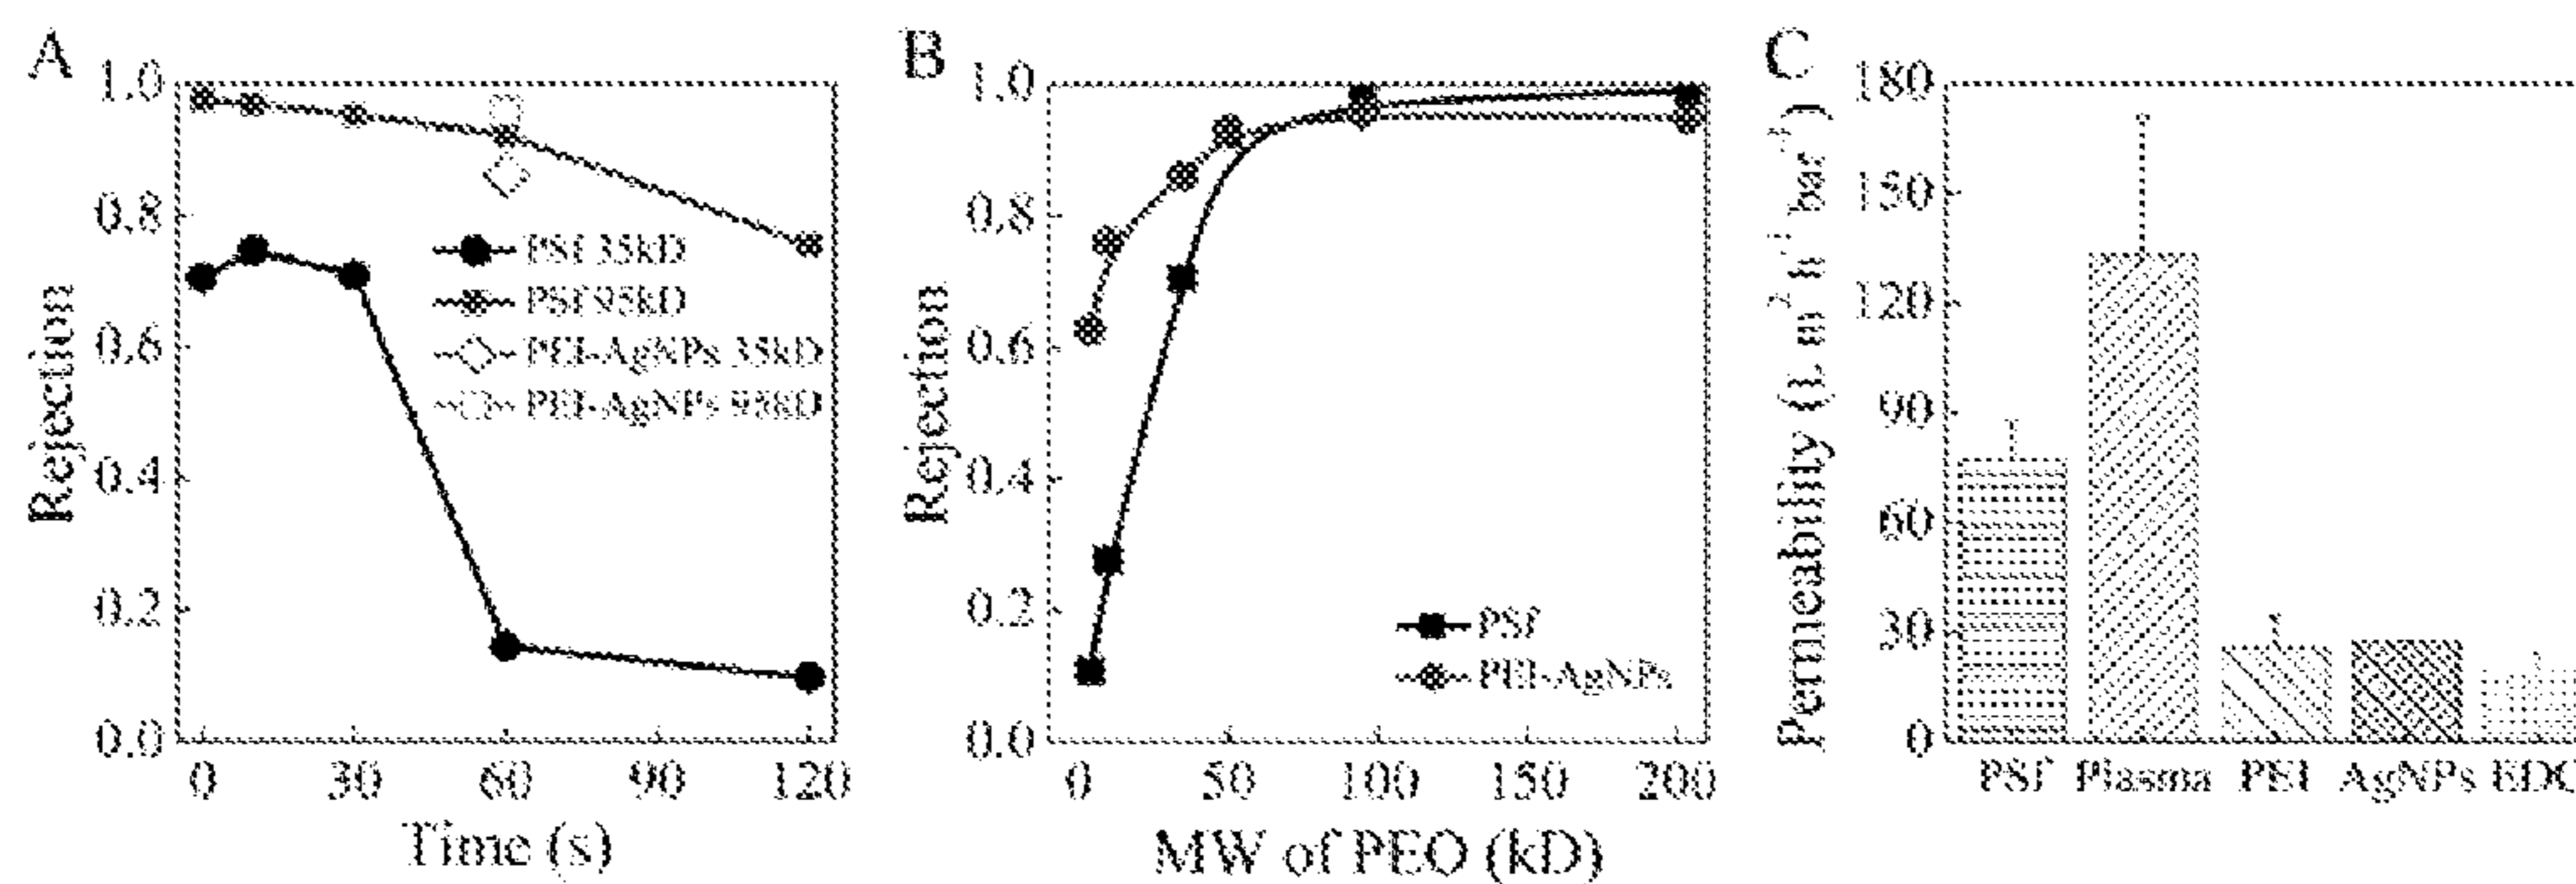 A
1.0
0.8
0.6
0.4
0.2
0.0
Rejection
0 30 60 90 120
Time (s)
PSf 35kD
PSf 95kD
PEI-AgNPs 35kD
PEI-AgNPs 95kD
B
1.0
0.8
0.6
0.4
0.2
0.0
Rejection
0 50 100 150 200
MW of PEO (kD)
PSf
PEI-AgNPs
C
180
150
120
90
60
30
0
Permeability (L m⁻² h⁻¹ bar⁻¹)
PSf Plasma PEI AgNPs EDC